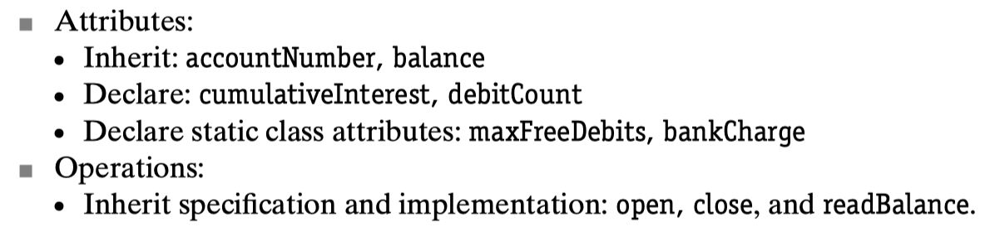 ■ Attributes:
• Inherit: accountNumber, balance
• Declare: cumulativeInterest, debitCount
• Declare static class attributes: maxFreeDebits, bankCharge
■ Operations:
• Inherit specification and implementation: open, close, and readBalance.